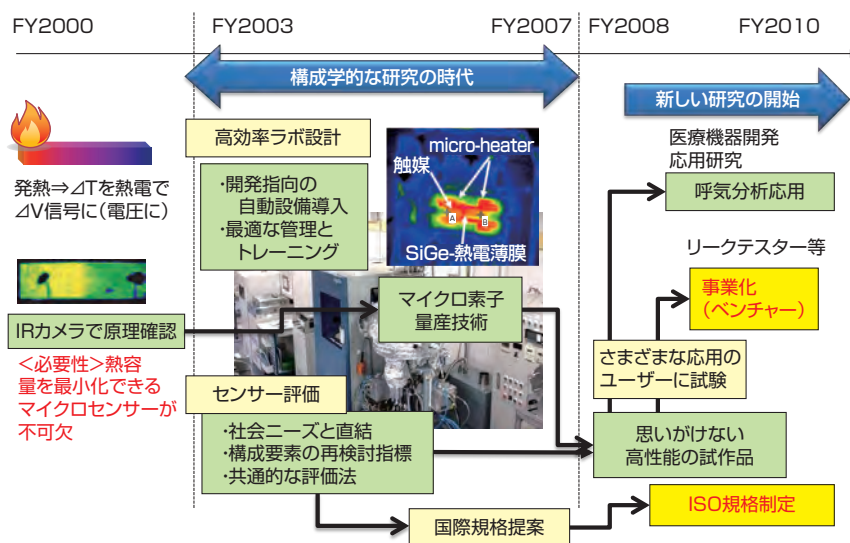 FY2000
FY2003
FY2007
FY2008
FY2010
構成学的な研究の時代
新しい研究の開始
発熱⇒⊿Tを熱電で
⊿V信号に(電圧に)
IRカメラで原理確認
<必要性>熱容
量を最小化できる
マイクロセンサーが
不可欠
高効率ラボ設計
・開発指向の
自動設備導入
・最適な管理と
トレーニング
micro-heater
触媒
A
B
SiGe-熱電薄膜
マイクロ素子
量産技術
センサー評価
・社会ニーズと直結
・構成要素の再検討指標
・共通的な評価法
国際規格提案
医療機器開発
応用研究
呼気分析応用
リークテスター等
事業化
(ベンチャー)
さまざまな応用の
ユーザーに試験
思いがけない
高性能の試作品
ISO規格制定